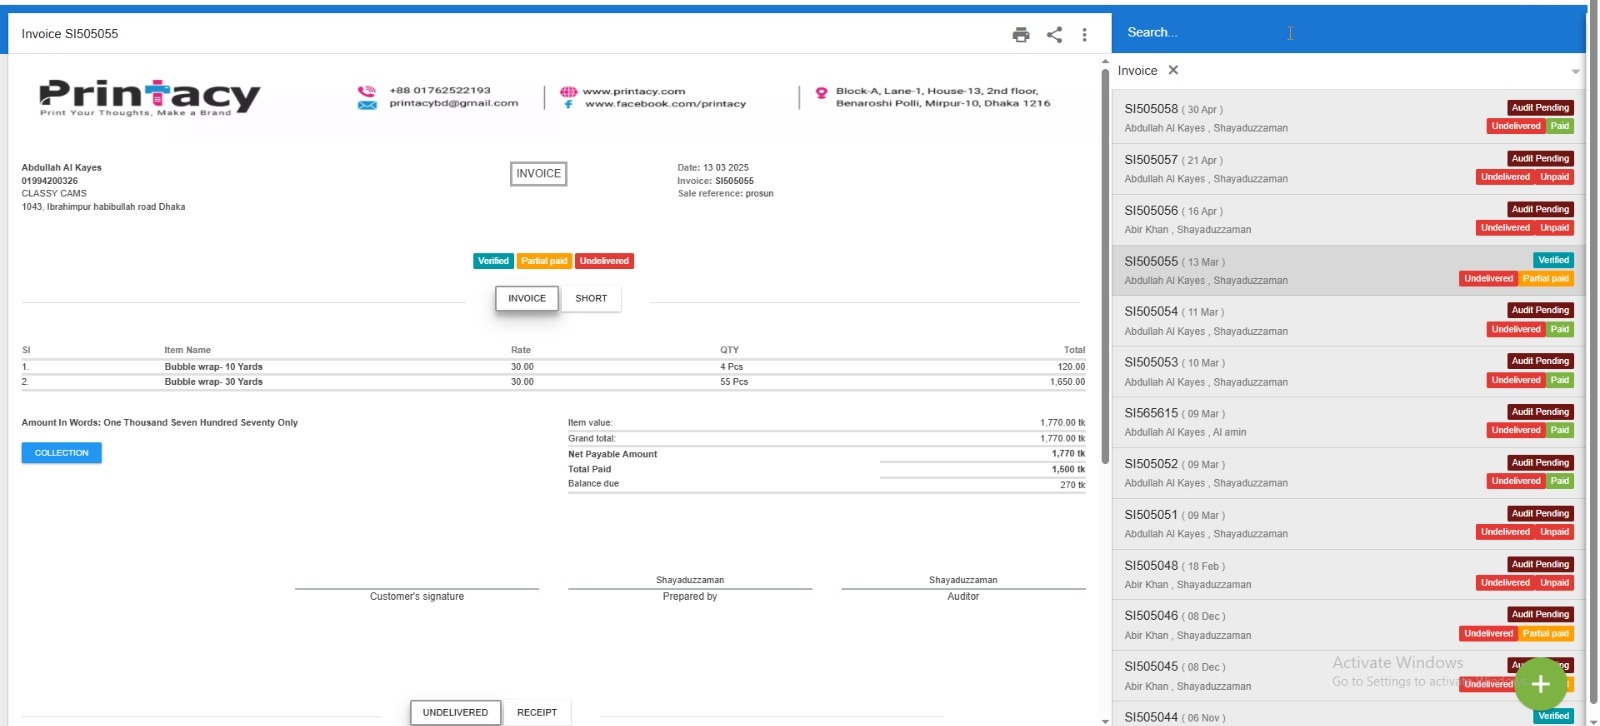 Invoice SI505055
Search...
Invoice ✕
Printacy
Print Your Thoughts, Make a Brand
+88 01762522193
printacybd@gmail.com
www.printacy.com
www.facebook.com/printacy
Block-A, Lane-1, House-13, 2nd floor,
Benaroshi Polli, Mirpur-10, Dhaka 1216
Abdullah Al Kayes
01994200326
CLASSY CAMS
1043, Ibrahimpur habibullah road Dhaka
INVOICE
Date: 13 03 2025
Invoice: SI505055
Sale reference: prosun
Verified Partial paid Undelivered
INVOICE SHORT
SI Item Name Rate QTY Total
1. Bubble wrap- 10 Yards 30.00 4 Pcs 120.00
2. Bubble wrap- 30 Yards 30.00 55 Pcs 1,650.00
Amount In Words: One Thousand Seven Hundred Seventy Only
COLLECTION
Item value: 1,770.00 tk
Grand total: 1,770.00 tk
Net Payable Amount 1,770 tk
Total Paid 1,500 tk
Balance due 270 tk
Customer's signature
Shayaduzzaman
Prepared by
Shayaduzzaman
Auditor
UNDELIVERED RECEIPT
SI505058 ( 30 Apr ) Audit Pending
Abdullah Al Kayes , Shayaduzzaman Undelivered Paid
SI505057 ( 21 Apr ) Audit Pending
Abdullah Al Kayes , Shayaduzzaman Undelivered Unpaid
SI505056 ( 16 Apr ) Audit Pending
Abir Khan , Shayaduzzaman Undelivered Unpaid
SI505055 ( 13 Mar ) Verified
Abdullah Al Kayes , Shayaduzzaman Undelivered Partial paid
SI505054 ( 11 Mar ) Audit Pending
Abdullah Al Kayes , Shayaduzzaman Undelivered Paid
SI505053 ( 10 Mar ) Audit Pending
Abdullah Al Kayes , Shayaduzzaman Undelivered Paid
SI565615 ( 09 Mar ) Audit Pending
Abdullah Al Kayes , Al amin Undelivered Paid
SI505052 ( 09 Mar ) Audit Pending
Abdullah Al Kayes , Shayaduzzaman Undelivered Paid
SI505051 ( 09 Mar ) Audit Pending
Abdullah Al Kayes , Shayaduzzaman Undelivered Unpaid
SI505048 ( 18 Feb ) Audit Pending
Abir Khan , Shayaduzzaman Undelivered Unpaid
SI505046 ( 08 Dec ) Audit Pending
Abir Khan , Shayaduzzaman Undelivered Partial paid
Activate Windows
Go to Settings to activate
SI505045 ( 08 Dec )
Abir Khan , Shayaduzzaman Undelivered
SI505044 ( 06 Nov ) Verified